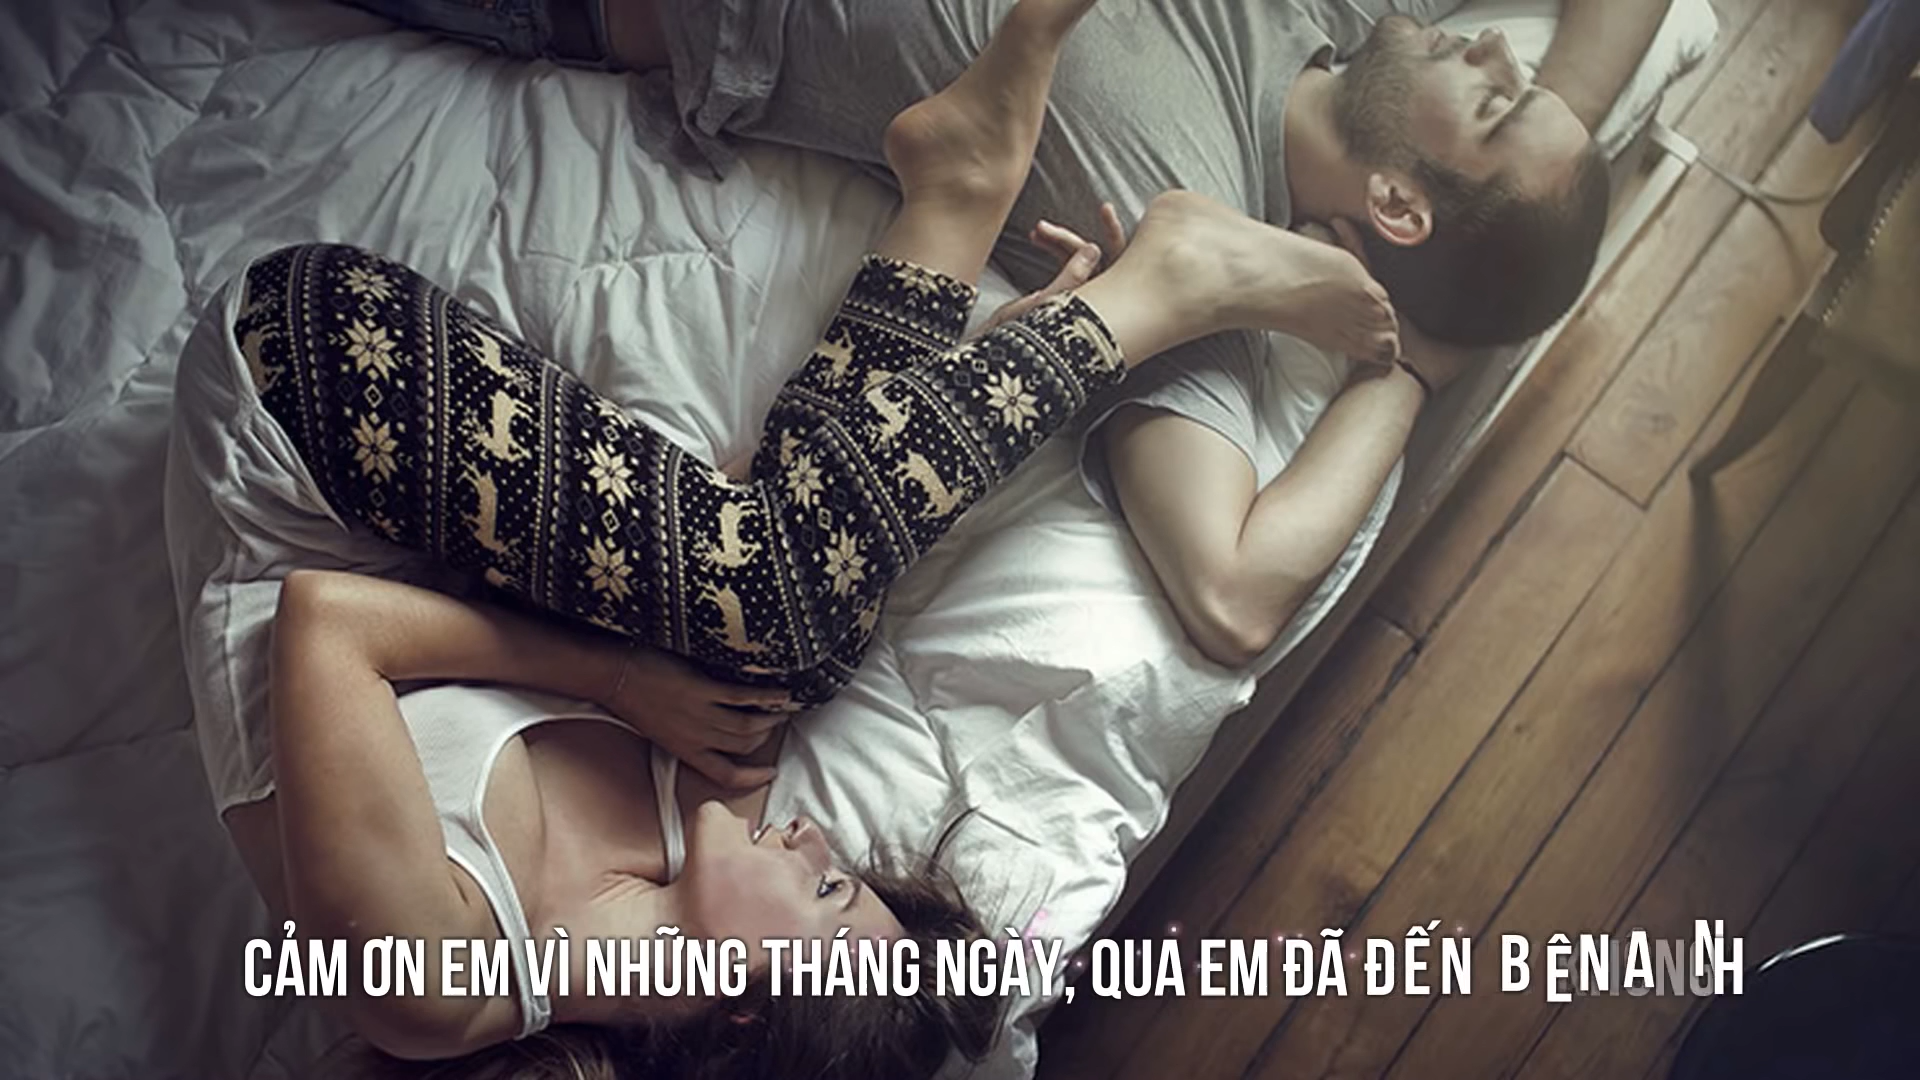 CẢM ƠN EM VÌ NHỮNG THÁNG NGÀY, QUA EM ĐÃ ĐẾN BÊN ANH